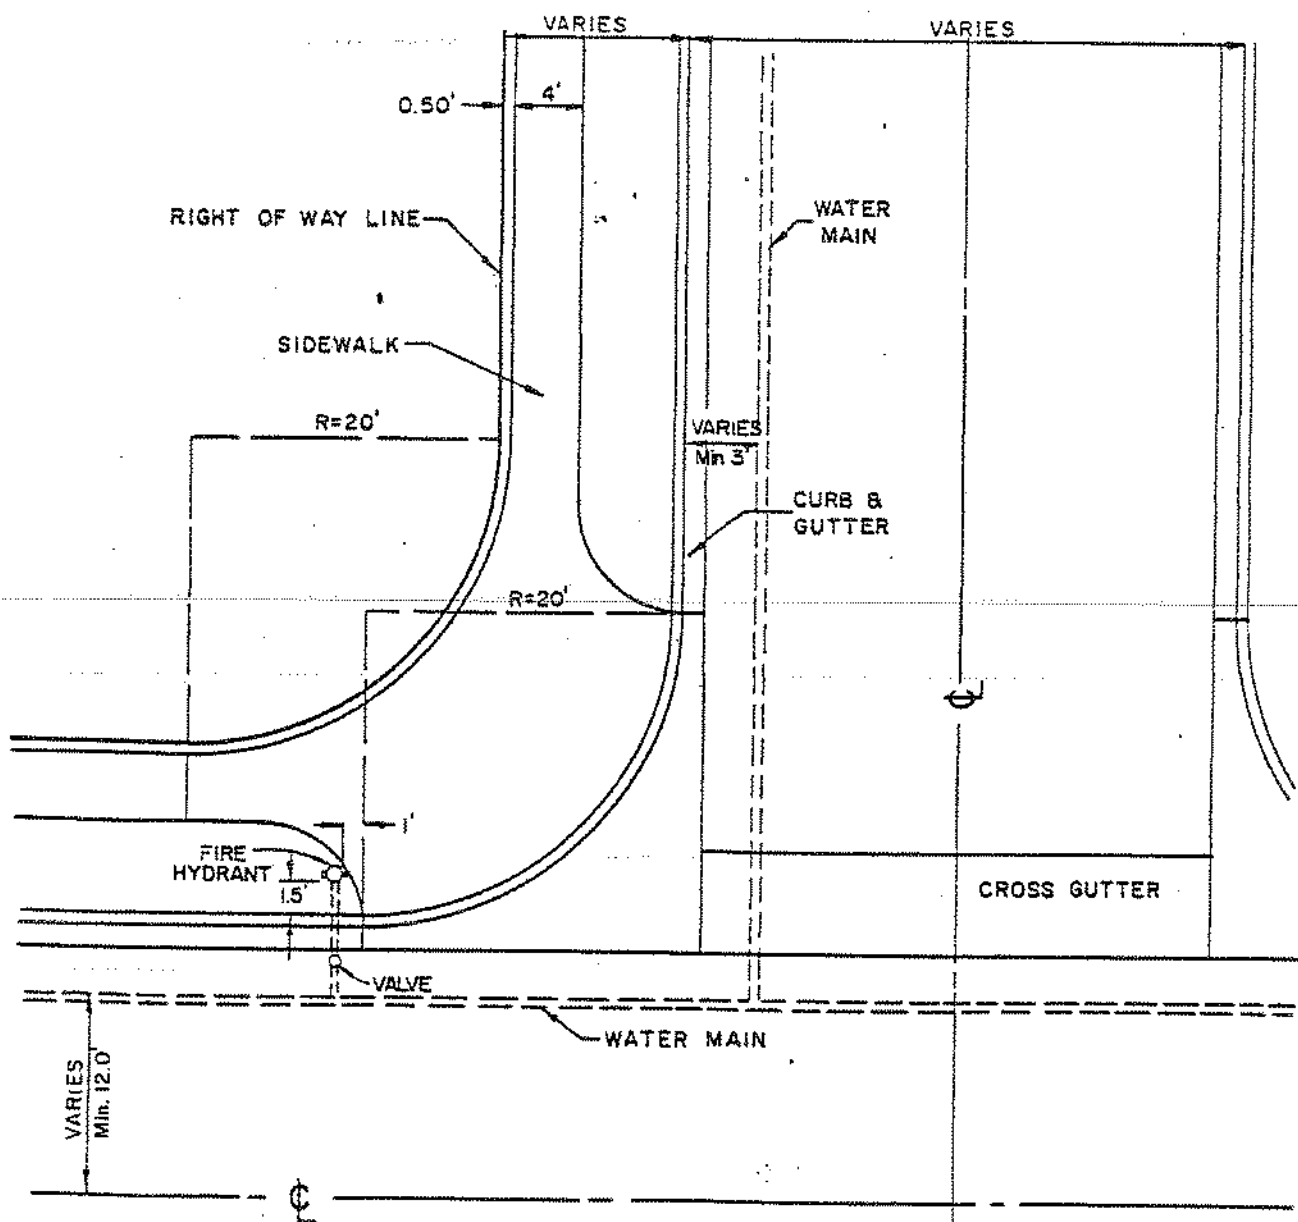 VARIES
VARIES
0.50'
4'
RIGHT OF WAY LINE
WATER
MAIN
SIDEWALK
R=20'
VARIES
Min 3'
CURB &
GUTTER
R=20'
1'
FIRE
HYDRANT
1.5'
CROSS GUTTER
VALVE
WATER MAIN
VARIES
Min. 12.0'